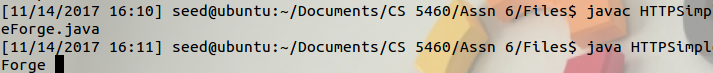 [11/14/2017 16:10] seed@ubuntu:~/Documents/CS 5460/Assn 6/Files$ javac HTTPSimpl
eForge.java
[11/14/2017 16:11] seed@ubuntu:~/Documents/CS 5460/Assn 6/Files$ java HTTPSimple
Forge